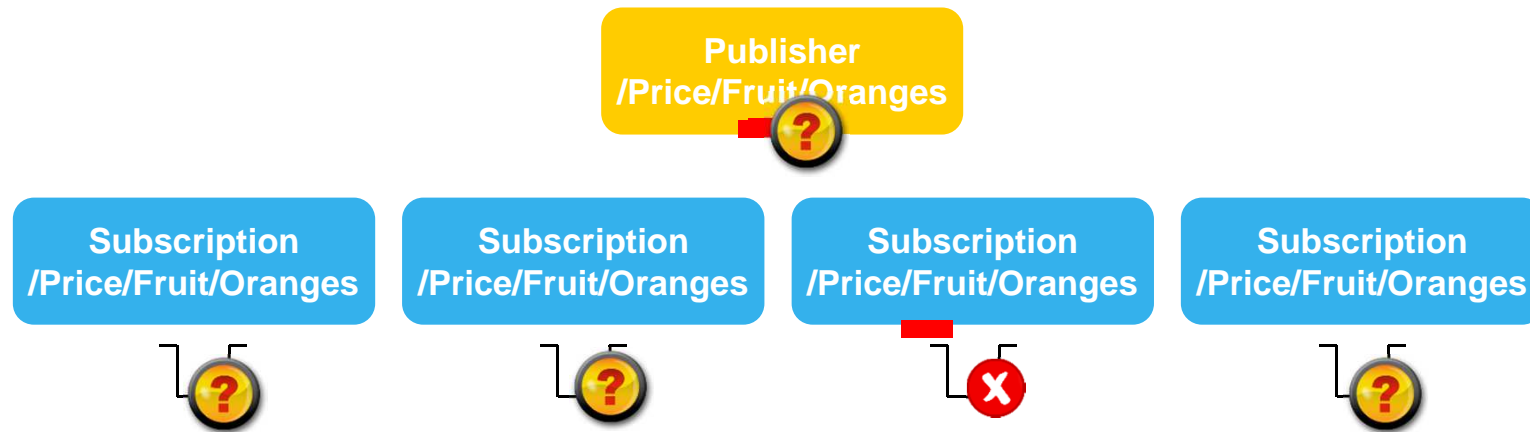 Publisher
/Price/Fruit/Oranges
?
Subscription
/Price/Fruit/Oranges
Subscription
/Price/Fruit/Oranges
Subscription
/Price/Fruit/Oranges
Subscription
/Price/Fruit/Oranges
?
?
X
?